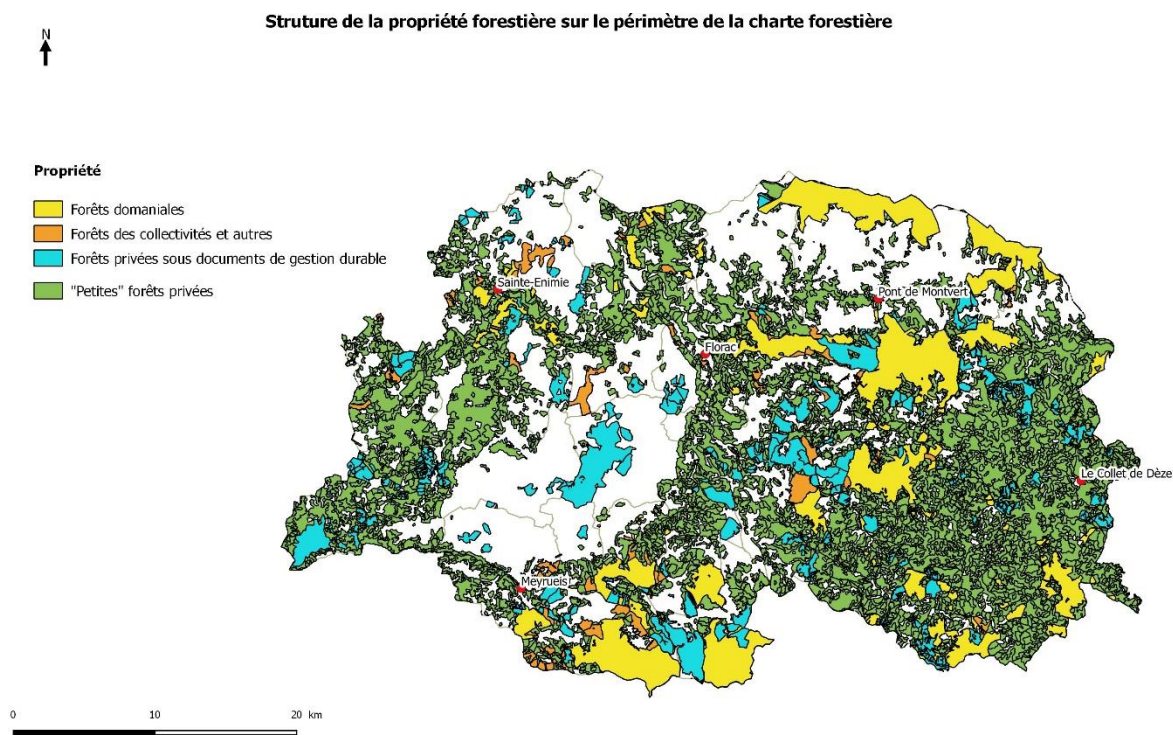 Struture de la propriété forestière sur le périmètre de la charte forestière
N
Propriété
Forêts domaniales
Forêts des collectivités et autres
Forêts privées sous documents de gestion durable
"Petites" forêts privées
Sainte-Enimie
Pont de Montvert
Florac
Le Collet de Dèze
Meyrueis
0 10 20 km